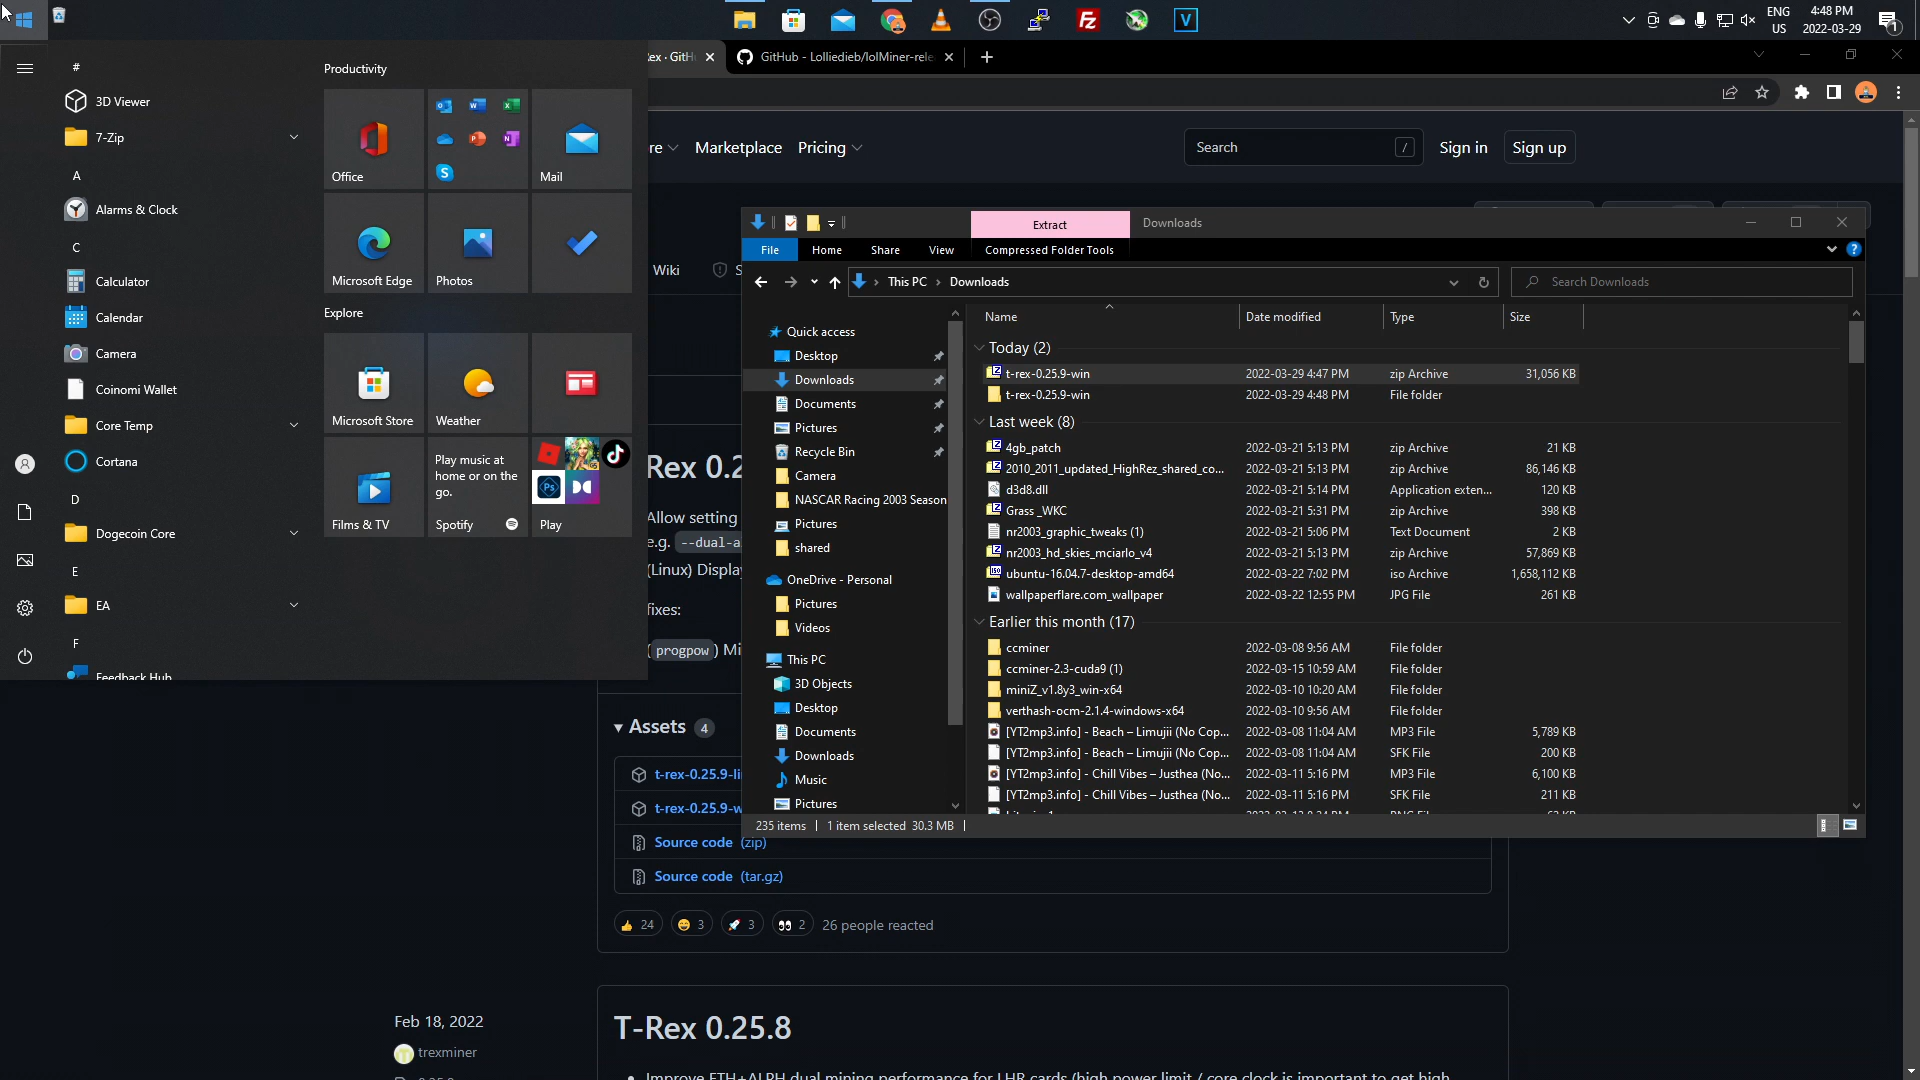 ENG
US
4:48 PM
2022-03-29
1
ex · GitH
GitHub - Lolliedieb/lolMiner-rele
#
3D Viewer
7-Zip
A
Alarms & Clock
C
Calculator
Calendar
Camera
Coinomi Wallet
Core Temp
Cortana
D
Dogecoin Core
E
EA
F
Feedback Hub
Productivity
Office
Mail
Microsoft Edge
Photos
Explore
Microsoft Store
Weather
Films & TV
Play music at
home or on the
go.
Spotify
Play
re
Marketplace
Pricing
Search
/
Sign in
Sign up
Wiki
S
Rex 0.2
Allow setting
e.g. --dual-a
(Linux) Display
fixes:
(progpow) Mi
Extract
Downloads
File
Home
Share
View
Compressed Folder Tools
This PC
Downloads
Search Downloads
Quick access
Desktop
Downloads
Documents
Pictures
Recycle Bin
Camera
NASCAR Racing 2003 Season
Pictures
shared
OneDrive - Personal
Pictures
Videos
This PC
3D Objects
Desktop
Documents
Downloads
Music
Pictures
Name Date modified Type Size
Today (2)
t-rex-0.25.9-win 2022-03-29 4:47 PM zip Archive 31,056 KB
t-rex-0.25.9-win 2022-03-29 4:48 PM File folder
Last week (8)
4gb_patch 2022-03-21 5:13 PM zip Archive 21 KB
2010_2011_updated_HighRez_shared_co... 2022-03-21 5:13 PM zip Archive 86,146 KB
d3d8.dll 2022-03-21 5:14 PM Application exten... 120 KB
Grass _WKC 2022-03-21 5:31 PM zip Archive 398 KB
nr2003_graphic_tweaks (1) 2022-03-21 5:06 PM Text Document 2 KB
nr2003_hd_skies_mciarlo_v4 2022-03-21 5:13 PM zip Archive 57,869 KB
ubuntu-16.04.7-desktop-amd64 2022-03-22 7:02 PM iso Archive 1,658,112 KB
wallpaperflare.com_wallpaper 2022-03-22 12:55 PM JPG File 261 KB
Earlier this month (17)
ccminer 2022-03-08 9:56 AM File folder
ccminer-2.3-cuda9 (1) 2022-03-15 10:59 AM File folder
miniZ_v1.8y3_win-x64 2022-03-10 10:20 AM File folder
verthash-ocm-2.1.4-windows-x64 2022-03-10 9:56 AM File folder
[YT2mp3.info] - Beach – Limujii (No Cop... 2022-03-08 11:04 AM MP3 File 5,789 KB
[YT2mp3.info] - Beach – Limujii (No Cop... 2022-03-08 11:04 AM SFK File 200 KB
[YT2mp3.info] - Chill Vibes – Justhea (No... 2022-03-11 5:16 PM MP3 File 6,100 KB
[YT2mp3.info] - Chill Vibes – Justhea (No... 2022-03-11 5:16 PM SFK File 211 KB
235 items 1 item selected 30.3 MB
Assets 4
t-rex-0.25.9-li
t-rex-0.25.9-w
Source code (zip)
Source code (tar.gz)
24 3 3 2 26 people reacted
Feb 18, 2022
trexminer
T-Rex 0.25.8
Improve ETH+ALPH dual mining performance for LHR cards (high power limit / core clock is important to get high